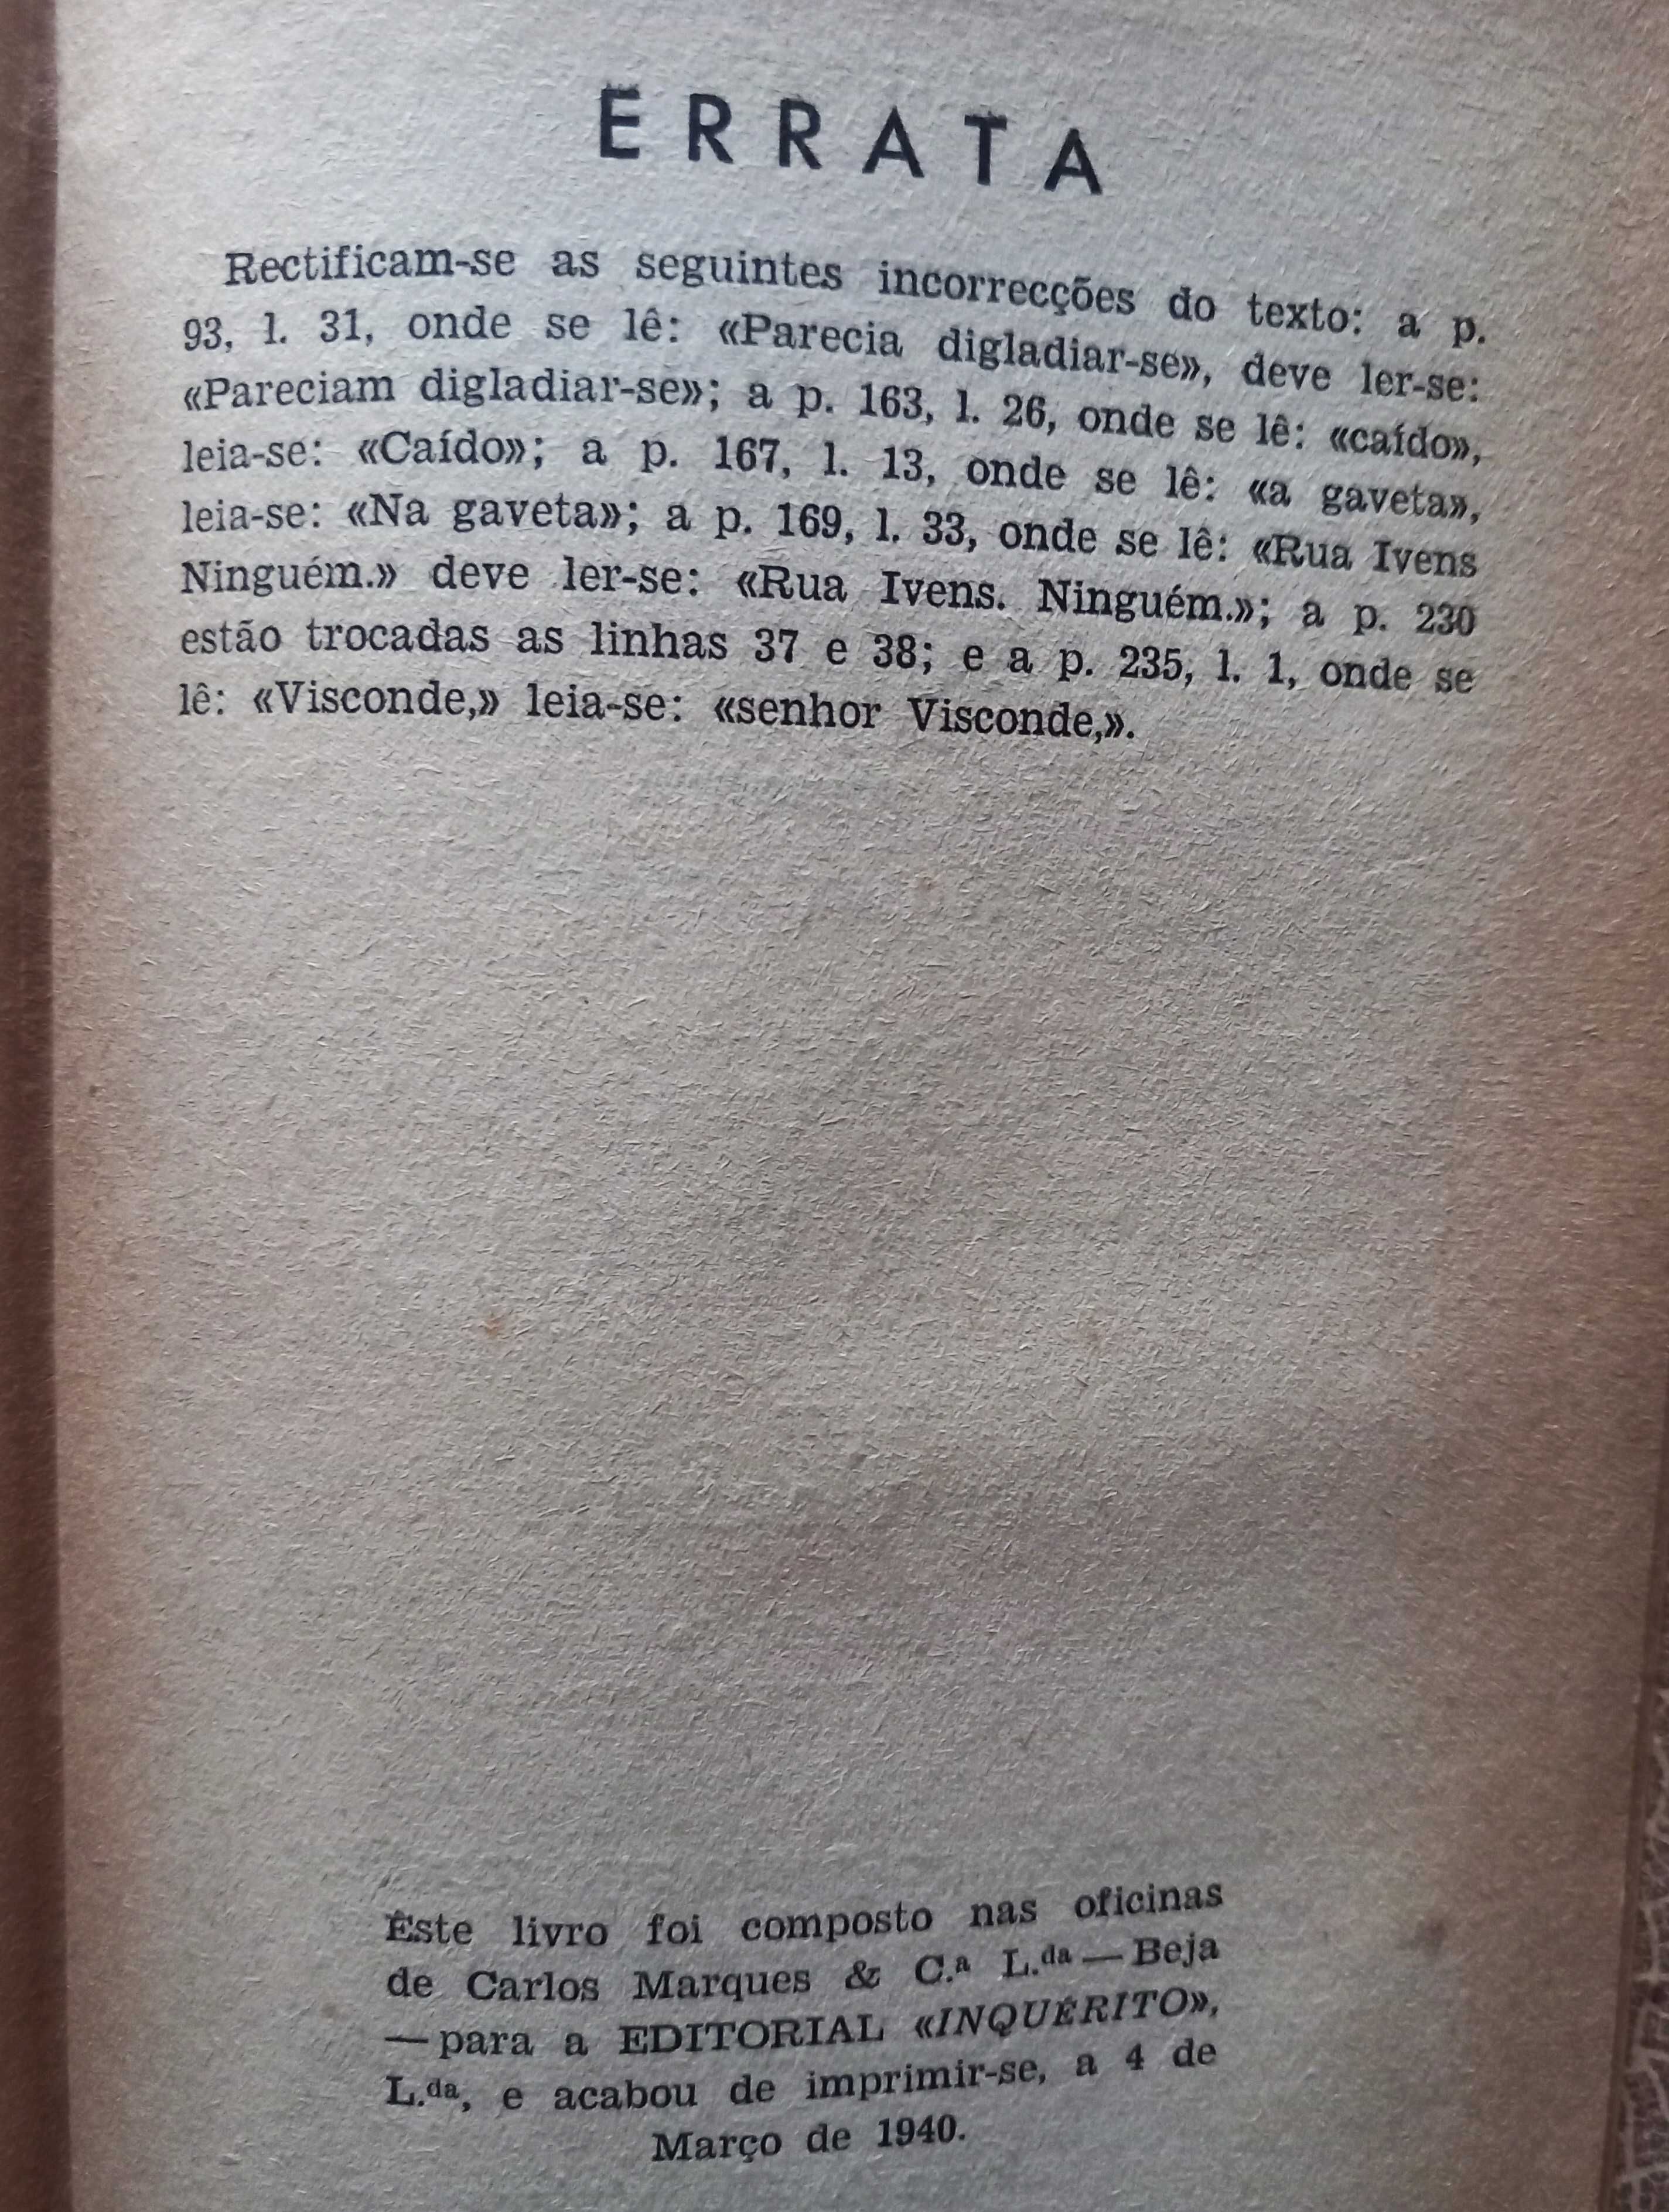 ERRATA
Rectificam-se as seguintes incorrecções do texto: a p.
93, l. 31, onde se lê: «Parecia digladiar-se», deve ler-se:
«Pareciam digladiar-se»; a p. 163, l. 26, onde se lê: «caído»,
leia-se: «Caído»; a p. 167, l. 13, onde se lê: «a gaveta»,
leia-se: «Na gaveta»; a p. 169, l. 33, onde se lê: «Rua Ivens
Ninguém.» deve ler-se: «Rua Ivens. Ninguém.»; a p. 230
estão trocadas as linhas 37 e 38; e a p. 235, l. 1, onde se
lê: «Visconde,» leia-se: «senhor Visconde,».
Êste livro foi composto nas oficinas
de Carlos Marques & C.ª L.da — Beja
— para a EDITORIAL «INQUÉRITO»,
L.da, e acabou de imprimir-se, a 4 de
Março de 1940.